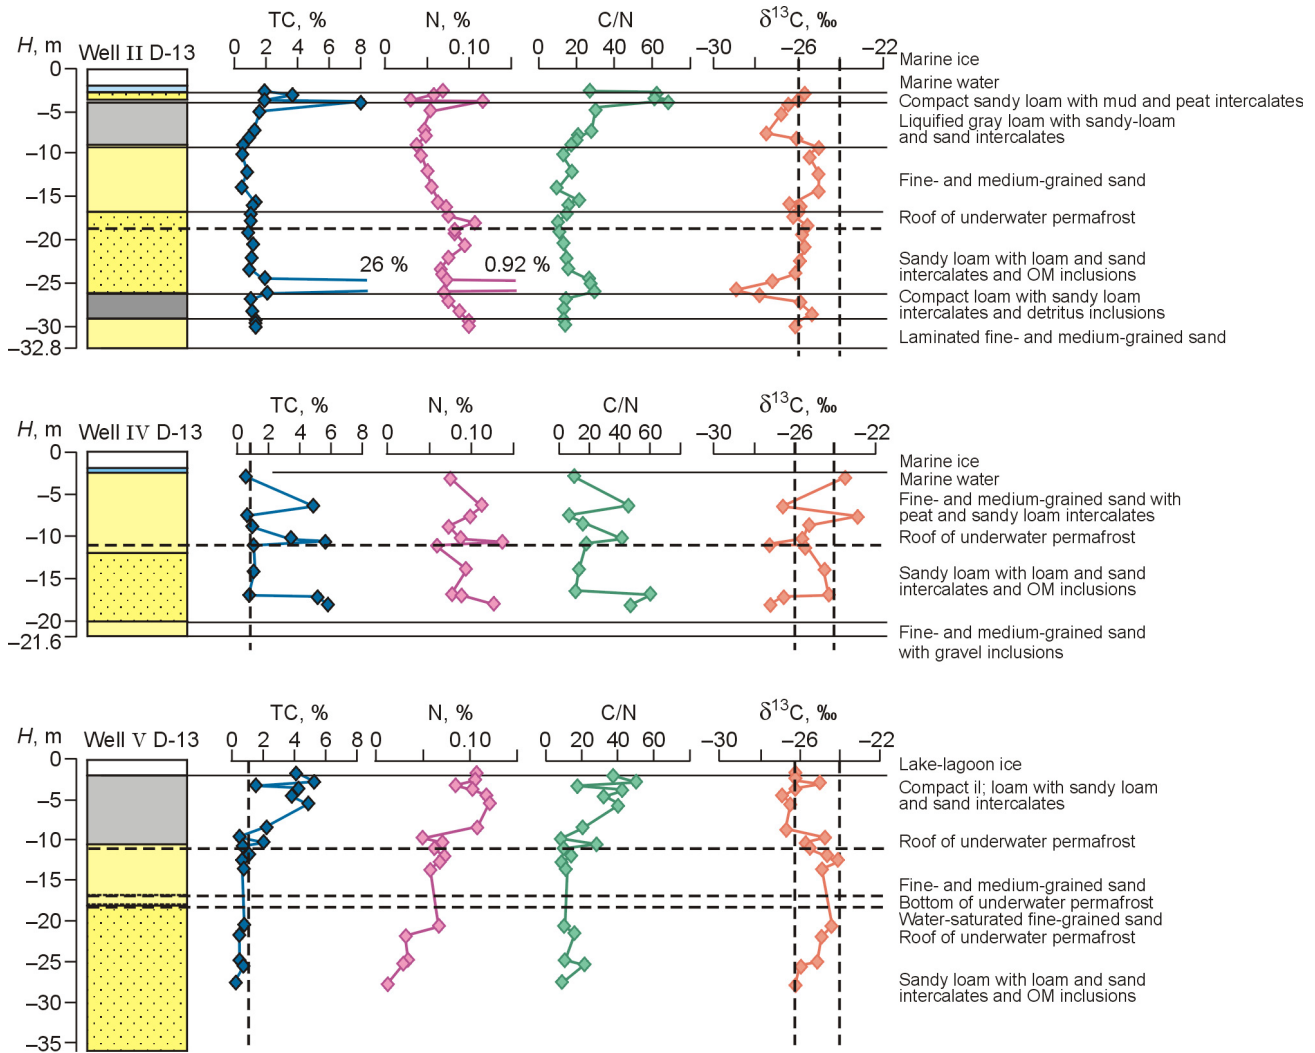 TC, % N, % C/N δ¹³C, ‰
H, m Well II D-13 0 2 4 6 8 0 0.10 0 20 40 60 −30 −26 −22
Marine ice
0
Marine water
Compact sandy loam with mud and peat intercalates
−5
Liquified gray loam with sandy-loam
and sand intercalates
−10
Fine- and medium-grained sand
−15
Roof of underwater permafrost
−20
26 % 0.92 %
Sandy loam with loam and sand
intercalates and OM inclusions
−25
Compact loam with sandy loam
intercalates and detritus inclusions
−30
Laminated fine- and medium-grained sand
−32.8
TC, % N, % C/N δ¹³C, ‰
H, m Well IV D-13 0 2 4 6 8 0 0.10 0 20 40 60 −30 −26 −22
0
Marine ice
Marine water
−5
Fine- and medium-grained sand with
peat and sandy loam intercalates
−10
Roof of underwater permafrost
−15
Sandy loam with loam and sand
intercalates and OM inclusions
−20
−21.6
Fine- and medium-grained sand
with gravel inclusions
TC, % N, % C/N δ¹³C, ‰
H, m Well V D-13 0 2 4 6 8 0 0.10 0 20 40 60 −30 −26 −22
0
Lake-lagoon ice
−5
Compact il; loam with sandy loam
and sand intercalates
−10
Roof of underwater permafrost
−15
Fine- and medium-grained sand
Bottom of underwater permafrost
−20
Water-saturated fine-grained sand
Roof of underwater permafrost
−25
Sandy loam with loam and sand
intercalates and OM inclusions
−30
−35